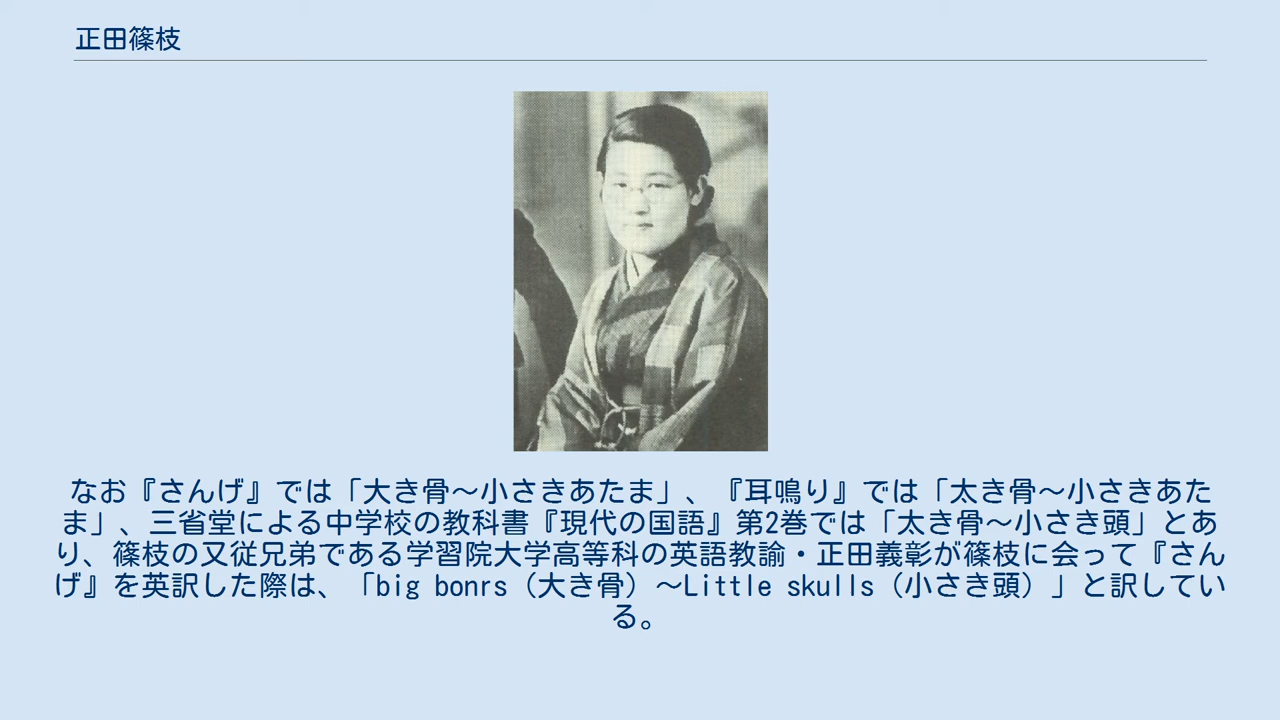 正田篠枝
なお『さんげ』では「大き骨〜小さきあたま」、『耳鳴り』では「太き骨〜小さきあた
ま」、三省堂による中学校の教科書『現代の国語』第2巻では「太き骨〜小さき頭」とあ
り、篠枝の又従兄弟である学習院大学高等科の英語教諭・正田義彰が篠枝に会って『さん
げ』を英訳した際は、「big bonrs（大き骨）〜Little skulls（小さき頭）」と訳してい
る。